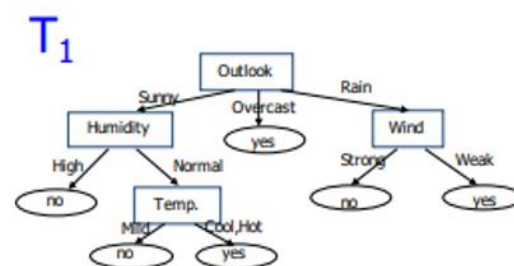 T1
Outlook
Sunny
Overcast
Rain
Humidity
yes
Wind
High
Normal
Strong
Weak
no
Temp.
no
yes
Mild
Cool,Hot
no
yes